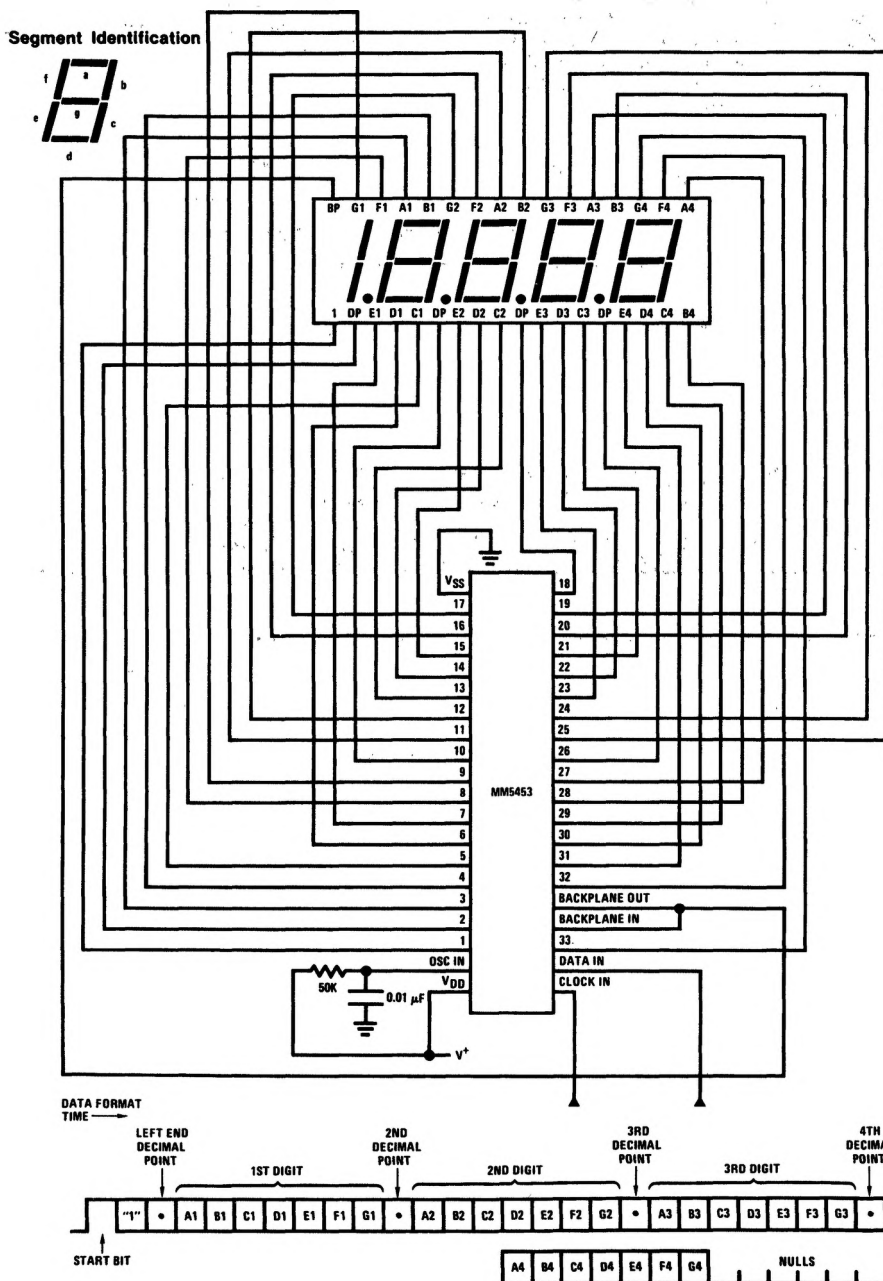 Segment Identification
a
f
b
g
e
c
d
BP G1 F1 A1 B1 G2 F2 A2 B2 G3 F3 A3 B3 G4 F4 A4
1 DP E1 D1 C1 DP E2 D2 C2 DP E3 D3 C3 DP E4 D4 C4 B4
VSS 18
17 19
16 20
15 21
14 22
13 23
12 24
11 25
10 26
9 27
8 MM5453 28
7 29
6 30
5 31
4 32
3 BACKPLANE OUT
2 BACKPLANE IN
1 33
OSC IN DATA IN
VDD CLOCK IN
50K
0.01 μF
V+
DATA FORMAT
TIME
LEFT END
DECIMAL
POINT
1ST DIGIT
2ND
DECIMAL
POINT
2ND DIGIT
3RD
DECIMAL
POINT
3RD DIGIT
4TH
DECIMA
POINT
"1" • A1 B1 C1 D1 E1 F1 G1 • A2 B2 C2 D2 E2 F2 G2 • A3 B3 C3 D3 E3 F3 G3 •
START BIT
A4 B4 C4 D4 E4 F4 G4 NULLS